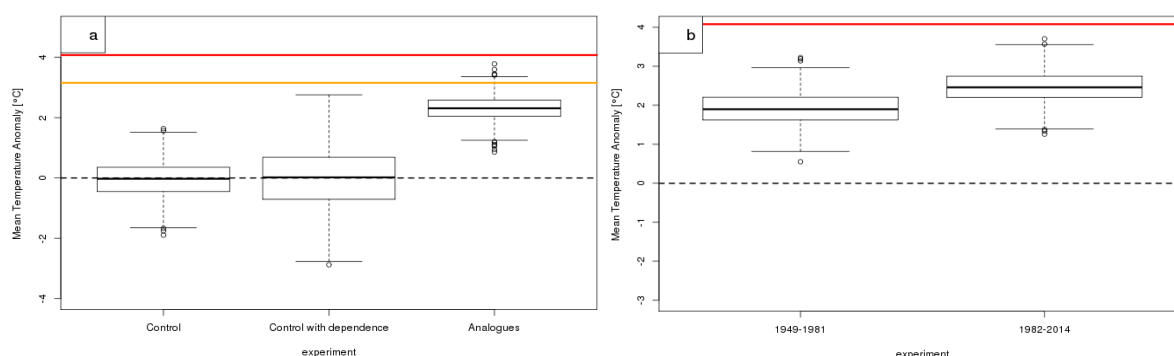 a
Mean Temperature Anomaly [°C]
4
2
0
-2
-4
Control
Control with dependence
Analogues
experiment
b
Mean Temperature Anomaly [°C]
4
3
2
1
0
-1
-2
-3
1949-1981
1982-2014
experiment